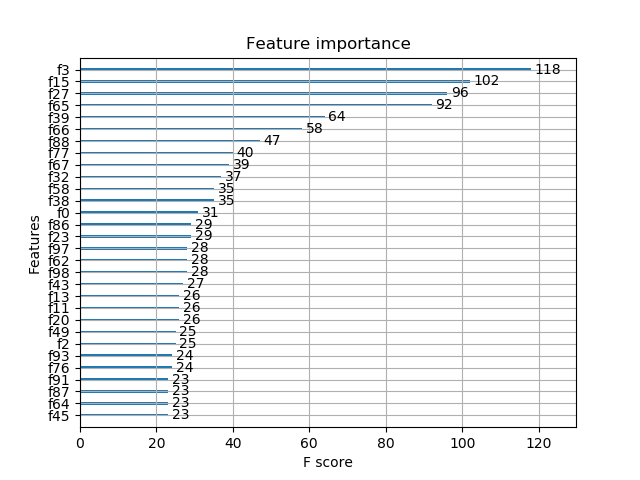 Feature importance
f3 118
f15 102
f27 96
f65 92
f39 64
f66 58
f88 47
f77 40
f67 39
f32 37
f58 35
f38 35
f0 31
f86 29
f23 29
f97 28
f62 28
f98 28
f43 27
f13 26
f11 26
f20 26
f49 25
f2 25
f93 24
f76 24
f91 23
f87 23
f64 23
f45 23
Features
0 20 40 60 80 100 120
F score